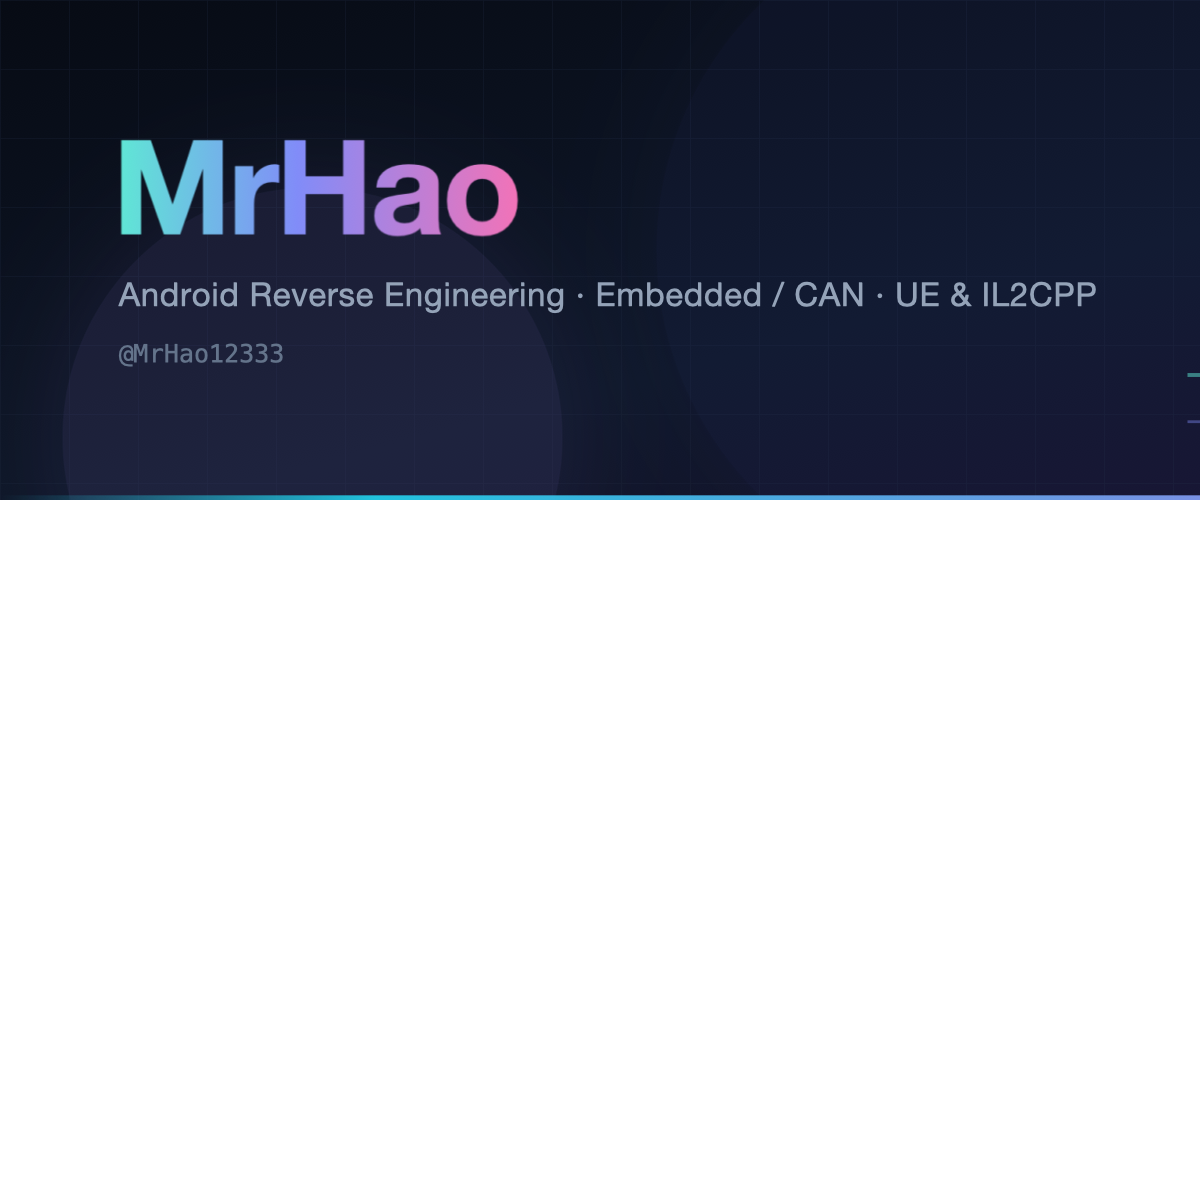 MrHao
Android Reverse Engineering · Embedded / CAN · UE & IL2CPP
@MrHao12333